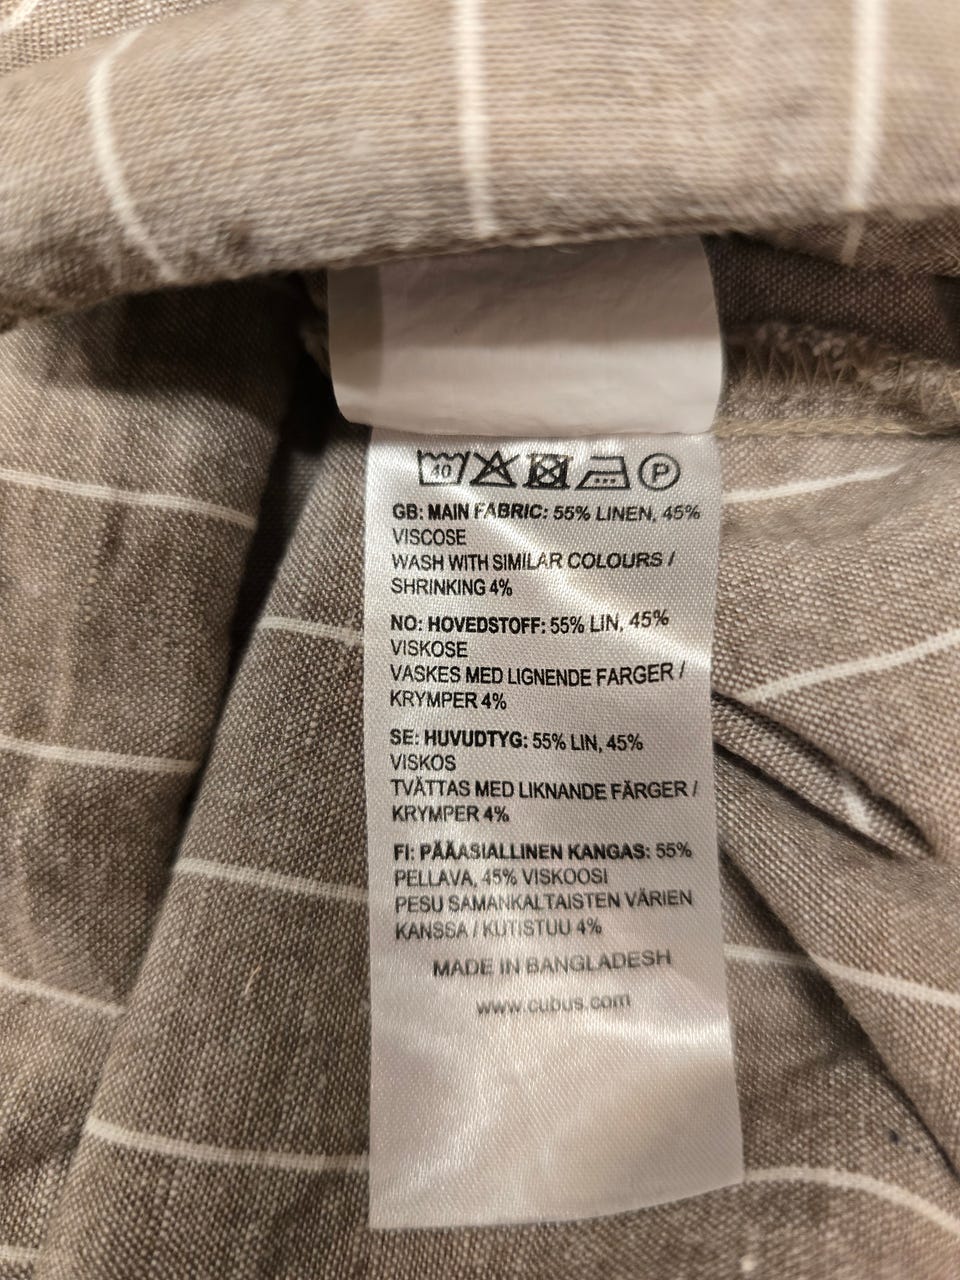 40 P
GB: MAIN FABRIC: 55% LINEN, 45%
VISCOSE
WASH WITH SIMILAR COLOURS /
SHRINKING 4%
NO: HOVEDSTOFF: 55% LIN, 45%
VISKOSE
VASKES MED LIGNENDE FARGER /
KRYMPER 4%
SE: HUVUDTYG: 55% LIN, 45%
VISKOS
TVÄTTAS MED LIKNANDE FÄRGER /
KRYMPER 4%
FI: PÄÄASIALLINEN KANGAS: 55%
PELLAVA, 45% VISKOOSI
PESU SAMANKALTAISTEN VÄRIEN
KANSSA / KUTISTUU 4%
MADE IN BANGLADESH
www.cubus.com